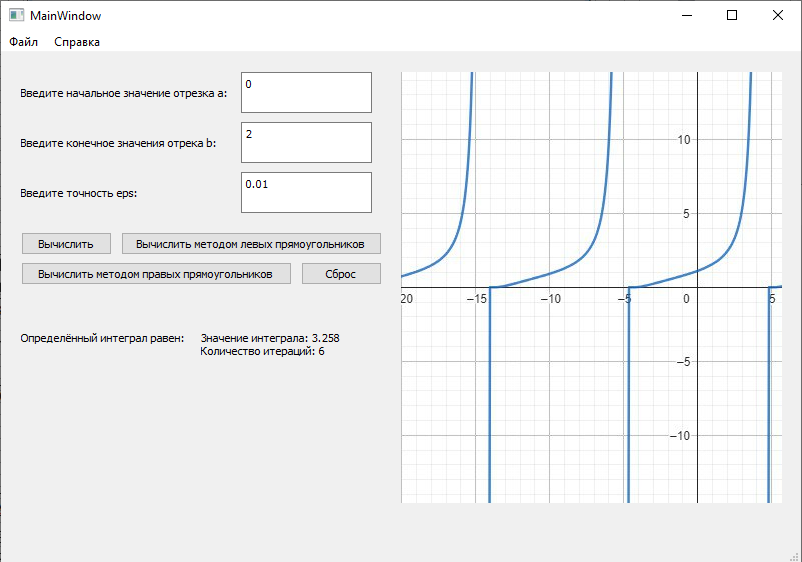 MainWindow
Файл Справка
Введите начальное значение отрезка a: 0
Введите конечное значения отрека b: 2
Введите точность eps: 0.01
Вычислить Вычислить методом левых прямоугольников
Вычислить методом правых прямоугольников Сброс
Определённый интеграл равен: Значение интеграла: 3.258
Количество итераций: 6
10
5
20 −15 −10 −5 0 5
−5
−10